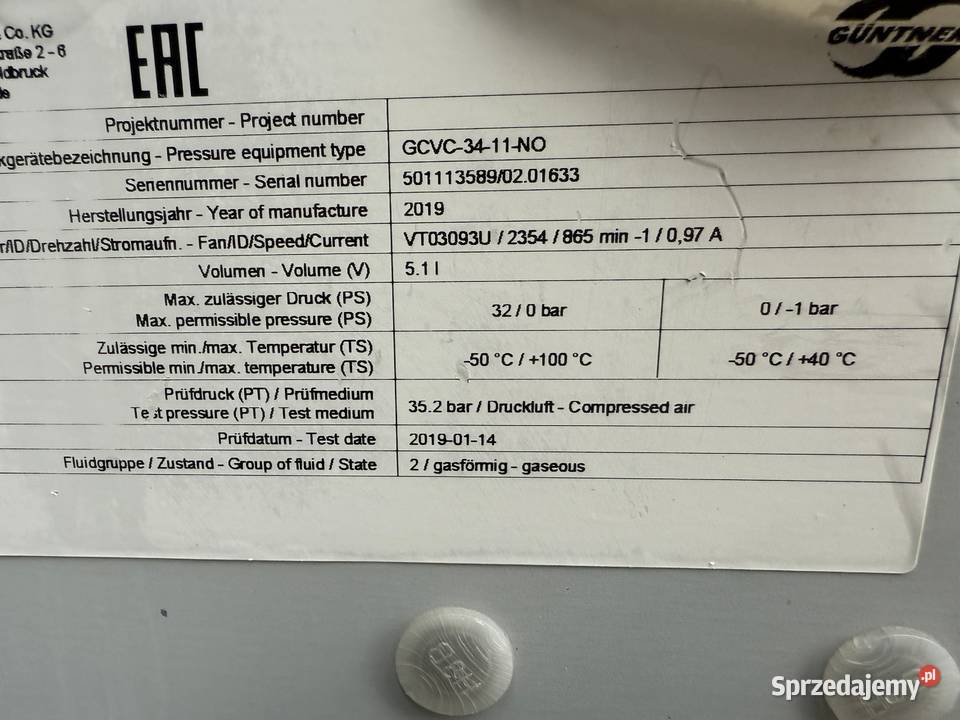 Co. KG
raße 2 - 6
dbruck
EAC
GÜNTNER
Projektnummer - Project number
kgerätebezeichnung - Pressure equipment type GCVC-34-11-NO
Seriennummer - Serial number 501113589/02.01633
Herstellungsjahr - Year of manufacture 2019
r/ID/Drehzahl/Stromaufn. - Fan/ID/Speed/Current VT03093U / 2354 / 865 min -1 / 0,97 A
Volumen - Volume (V) 5.1 l
Max. zulässiger Druck (PS)
Max. permissible pressure (PS) 32 / 0 bar 0 / -1 bar
Zulässige min./max. Temperatur (TS)
Permissible min./max. temperature (TS) -50 °C / +100 °C -50 °C / +40 °C
Prüfdruck (PT) / Prüfmedium
Test pressure (PT) / Test medium 35.2 bar / Druckluft - Compressed air
Prüfdatum - Test date 2019-01-14
Fluidgruppe / Zustand - Group of fluid / State 2 / gasförmig - gaseous
Sprzedajemy.pl